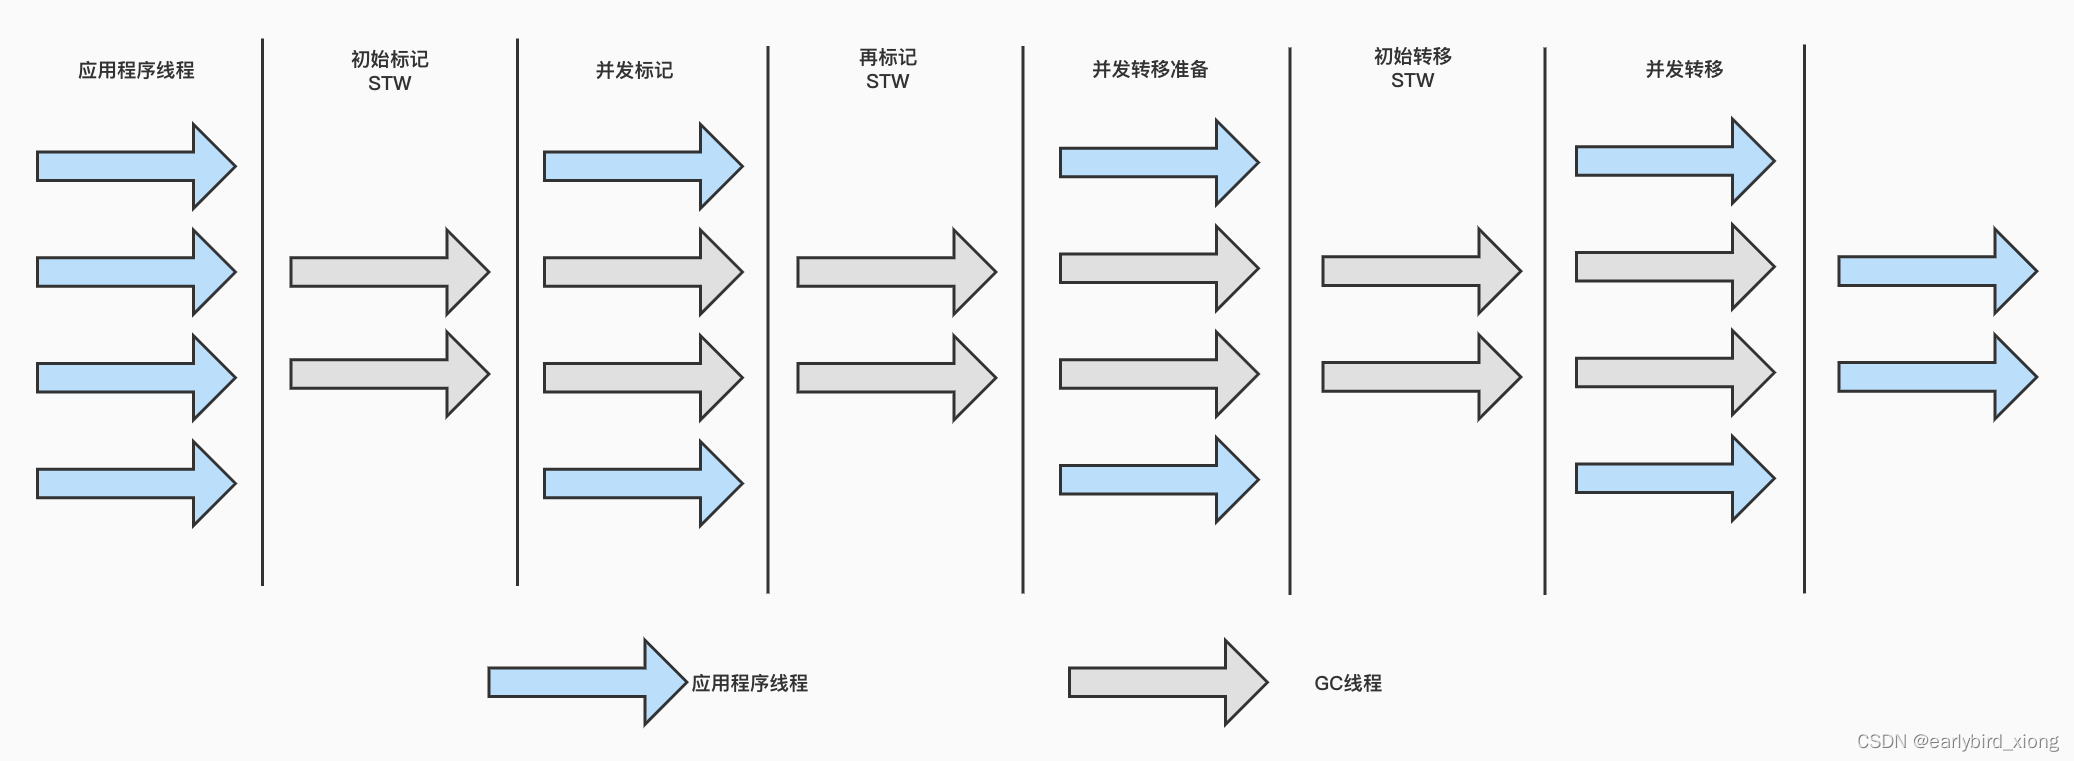 应用程序线程
初始标记
STW
并发标记
再标记
STW
并发转移准备
初始转移
STW
并发转移
应用程序线程
GC线程
CSDN @earlybird_xiong